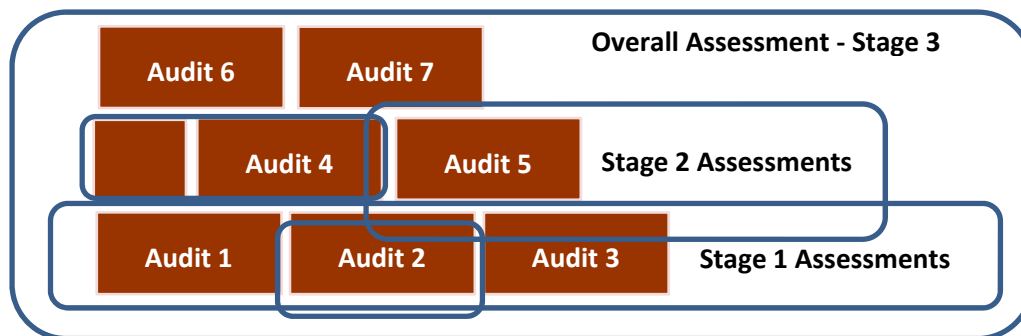 Overall Assessment - Stage 3
Audit 6
Audit 7
Audit 4
Audit 5
Stage 2 Assessments
Audit 1
Audit 2
Audit 3
Stage 1 Assessments